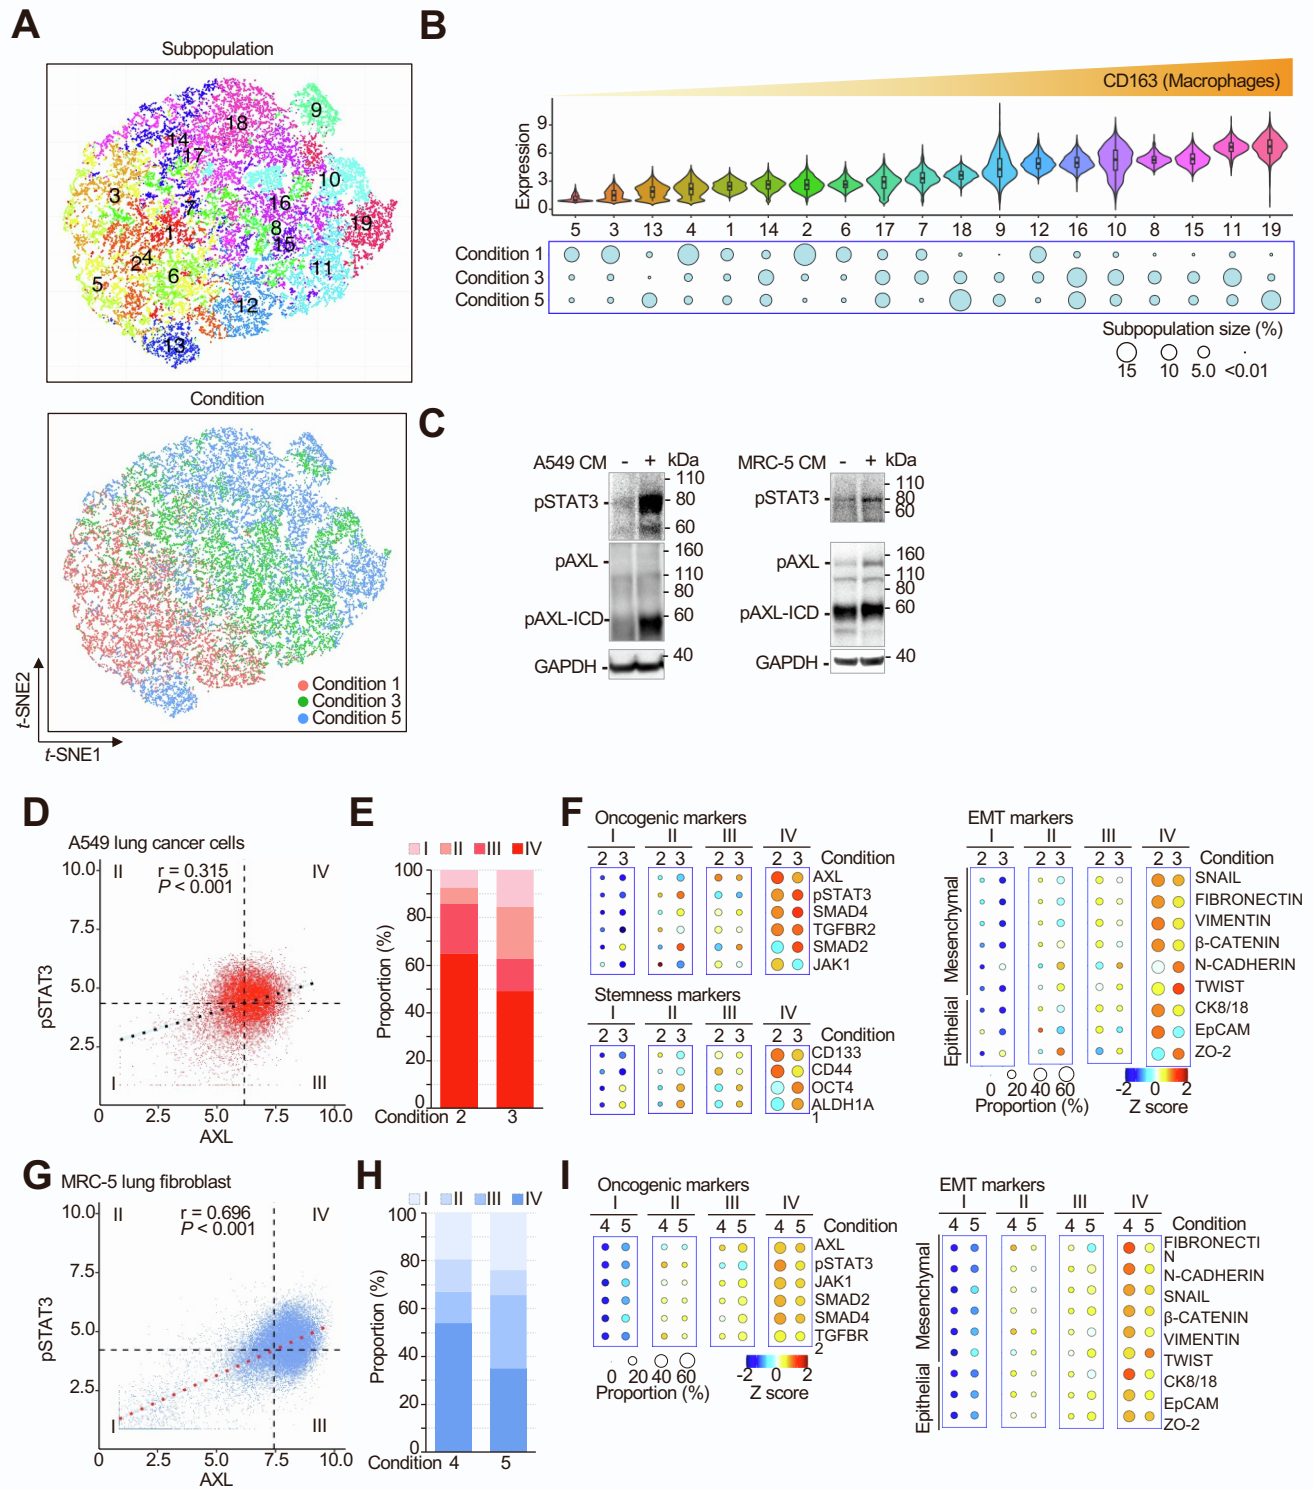 A
Subpopulation
9
18
14
17
10
3
7
16
19
1
8
15
2
4
6
11
5
12
13
Condition
Condition 1
Condition 3
Condition 5
t-SNE2
t-SNE1
B
CD163 (Macrophages)
Expression
9
6
3
0
5 3 13 4 1 14 2 6 17 7 18 9 12 16 10 8 15 11 19
Condition 1
Condition 3
Condition 5
Subpopulation size (%)
15 10 5.0 <0.01
C
A549 CM - + kDa
110
pSTAT3 80
60
160
pAXL
110
80
pAXL-ICD 60
GAPDH 40
MRC-5 CM - + kDa
110
pSTAT3 80
60
160
pAXL
110
80
pAXL-ICD 60
GAPDH 40
D
A549 lung cancer cells
10.0
II r = 0.315 IV
P < 0.001
7.5
pSTAT3
5.0
2.5
I III
0 2.5 5.0 7.5 10.0
AXL
E
I II III IV
Proportion (%)
100
80
60
40
20
0
Condition 2 3
F
Oncogenic markers
I II III IV
2 3 2 3 2 3 2 3 Condition
AXL
pSTAT3
SMAD4
TGFBR2
SMAD2
JAK1
Stemness markers
I II III IV
2 3 2 3 2 3 2 3 Condition
CD133
CD44
OCT4
ALDH1A
1
EMT markers
I II III IV
2 3 2 3 2 3 2 3 Condition
Mesenchymal
SNAIL
FIBRONECTIN
VIMENTIN
β-CATENIN
N-CADHERIN
TWIST
Epithelial
CK8/18
EpCAM
ZO-2
0 20 40 60
Proportion (%)
-2 0 2
Z score
G
MRC-5 lung fibroblast
10.0
II r = 0.696 IV
P < 0.001
7.5
pSTAT3
5.0
2.5
I III
0 2.5 5.0 7.5 10.0
AXL
H
I II III IV
Proportion (%)
100
80
60
40
20
0
Condition 4 5
I
Oncogenic markers
I II III IV
4 5 4 5 4 5 4 5 Condition
AXL
pSTAT3
JAK1
SMAD2
SMAD4
TGFBR
2
0 20 40 60
Proportion (%)
-2 0 2
Z score
EMT markers
I II III IV
4 5 4 5 4 5 4 5 Condition
Mesenchymal
FIBRONECTI
N
N-CADHERIN
SNAIL
β-CATENIN
VIMENTIN
TWIST
Epithelial
CK8/18
EpCAM
ZO-2